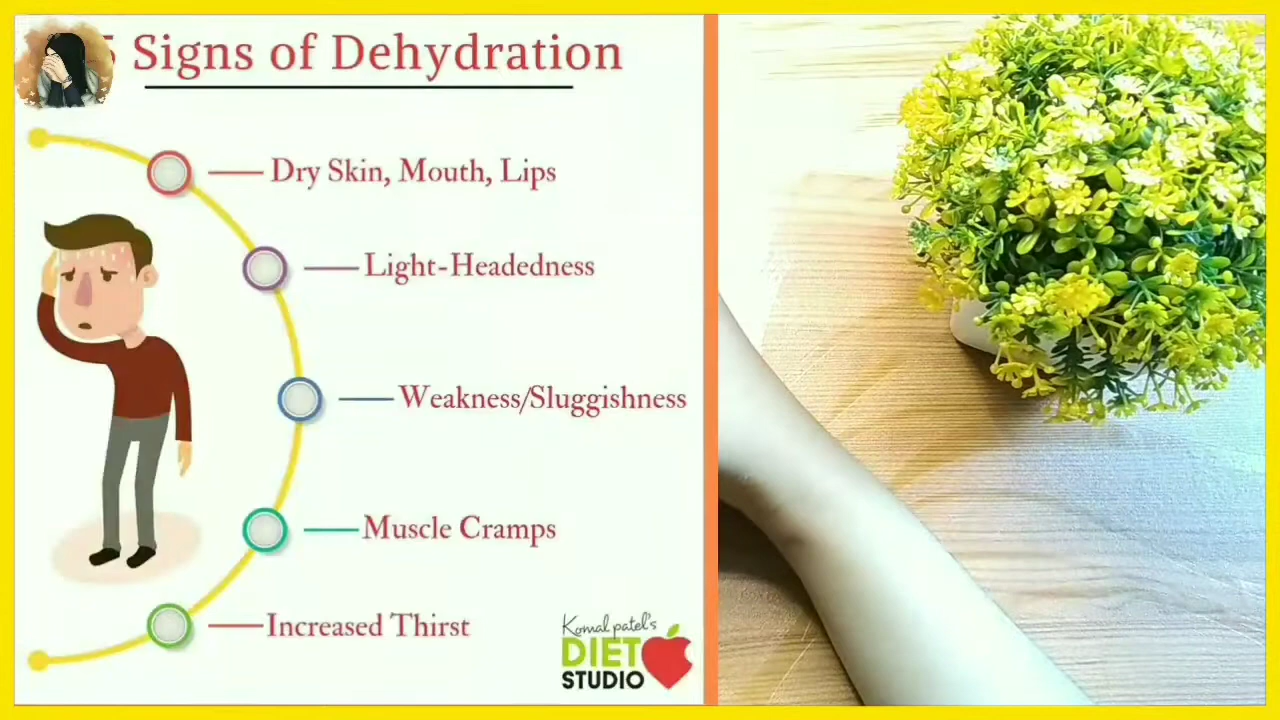 5 Signs of Dehydration
Dry Skin, Mouth, Lips
Light-Headedness
Weakness/Sluggishness
Muscle Cramps
Increased Thirst
Komal patel's
DIET
STUDIO